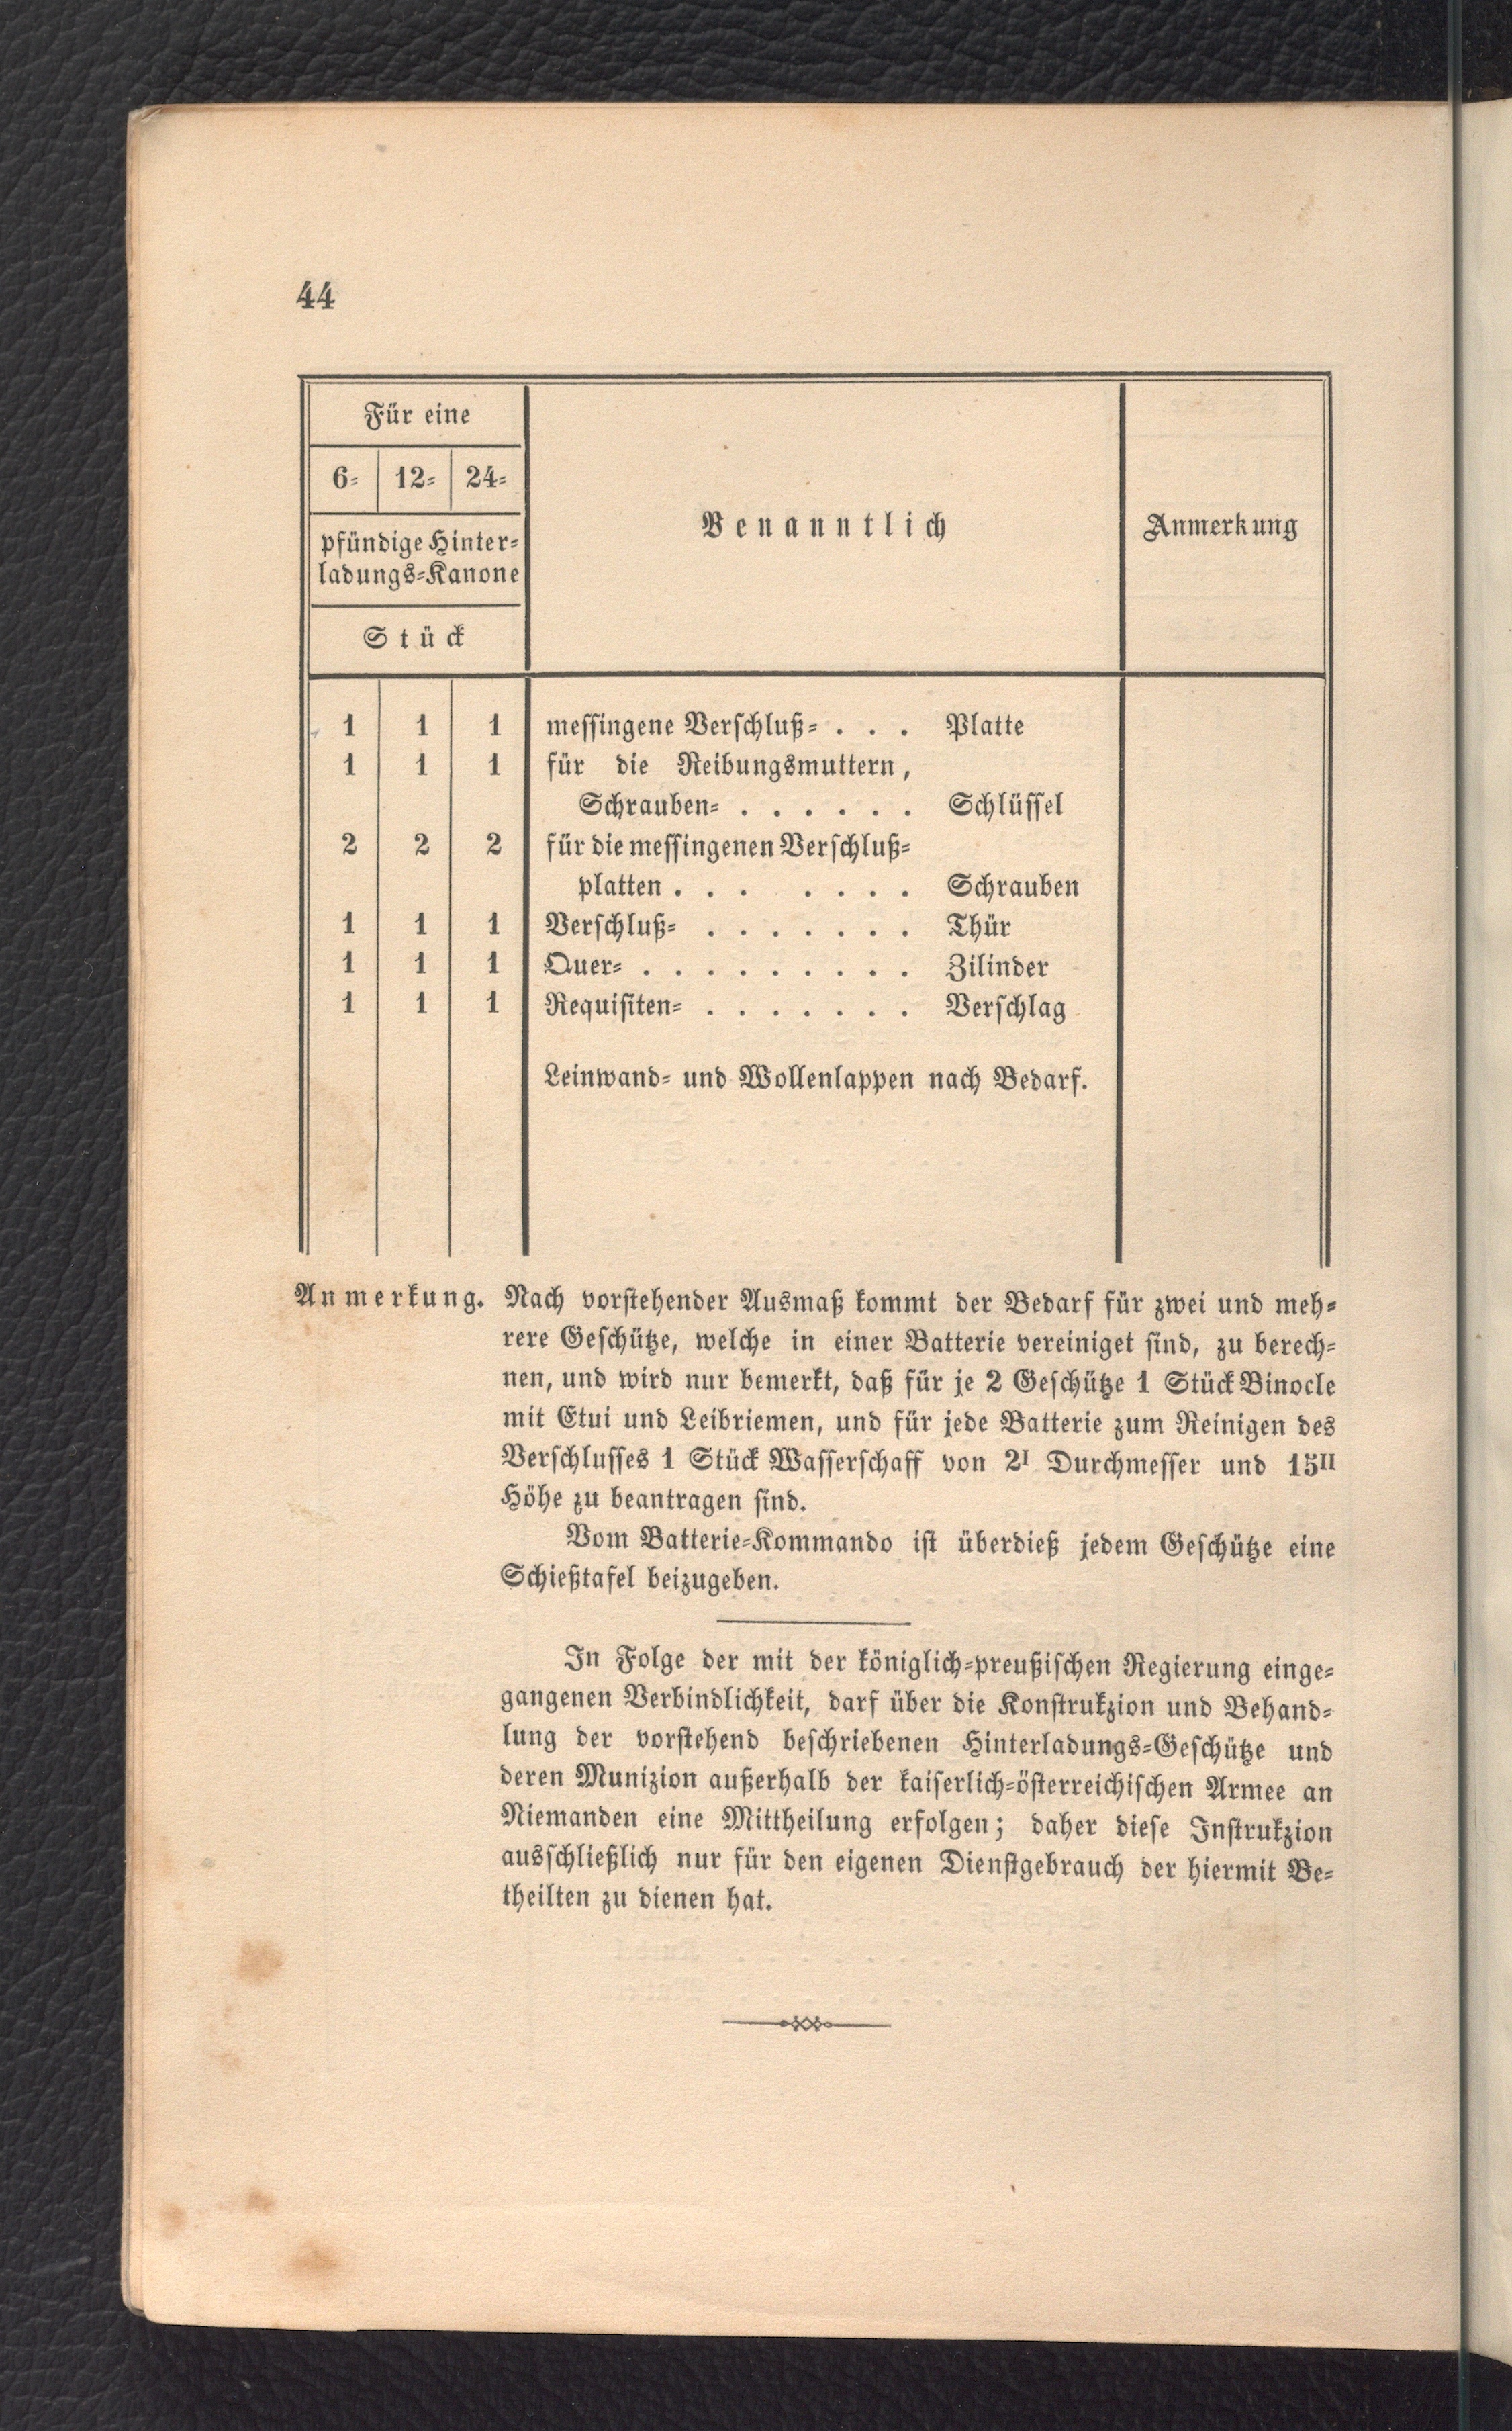 44
Für eine
6- 12- 24-
pfündige Hinter-
ladungs-Kanone
Stück
Benanntlich
Anmerkung
1 1 1 messingene Verschluß- . . . Platte
1 1 1 für die Reibungsmuttern,
Schrauben- . . . . . . Schlüssel
2 2 2 für die messingenen Verschluß-
platten . . . . . . . Schrauben
1 1 1 Verschluß- . . . . . . . Thür
1 1 1 Quer- . . . . . . . . . Zilinder
1 1 1 Requisiten- . . . . . . . Verschlag
Leinwand- und Wollenlappen nach Bedarf.
Anmerkung. Nach vorstehender Ausmaß kommt der Bedarf für zwei und meh-
rere Geschütze, welche in einer Batterie vereiniget sind, zu berech-
nen, und wird nur bemerkt, daß für je 2 Geschütze 1 Stück Binocle
mit Etui und Leibriemen, und für jede Batterie zum Reinigen des
Verschlusses 1 Stück Wasserschaff von 2I Durchmesser und 15II
Höhe zu beantragen sind.
Vom Batterie-Kommando ist überdieß jedem Geschütze eine
Schießtafel beizugeben.
In Folge der mit der königlich-preußischen Regierung einge-
gangenen Verbindlichkeit, darf über die Konstrukzion und Behand-
lung der vorstehend beschriebenen Hinterladungs-Geschütze und
deren Munizion außerhalb der kaiserlich-österreichischen Armee an
Niemanden eine Mittheilung erfolgen; daher diese Instrukzion
ausschließlich nur für den eigenen Dienstgebrauch der hiermit Be-
theilten zu dienen hat.